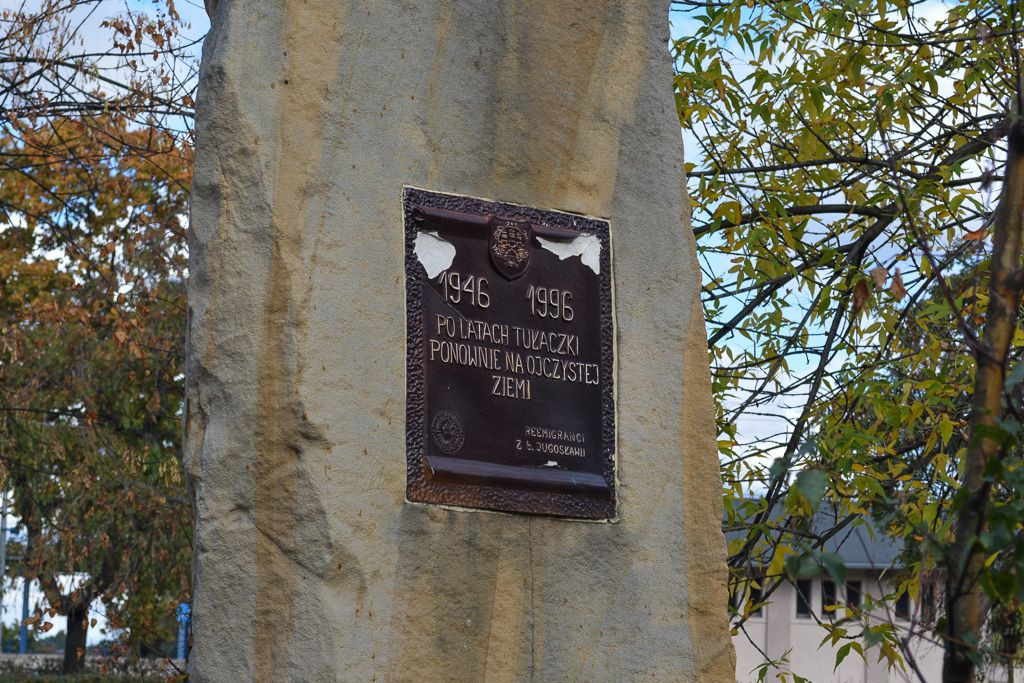 1946 1996
PO LATACH TUŁACZKI
PONOWNIE NA OJCZYSTEJ
ZIEMI
REEMIGRANCI
Z B. JUGOSŁAWII